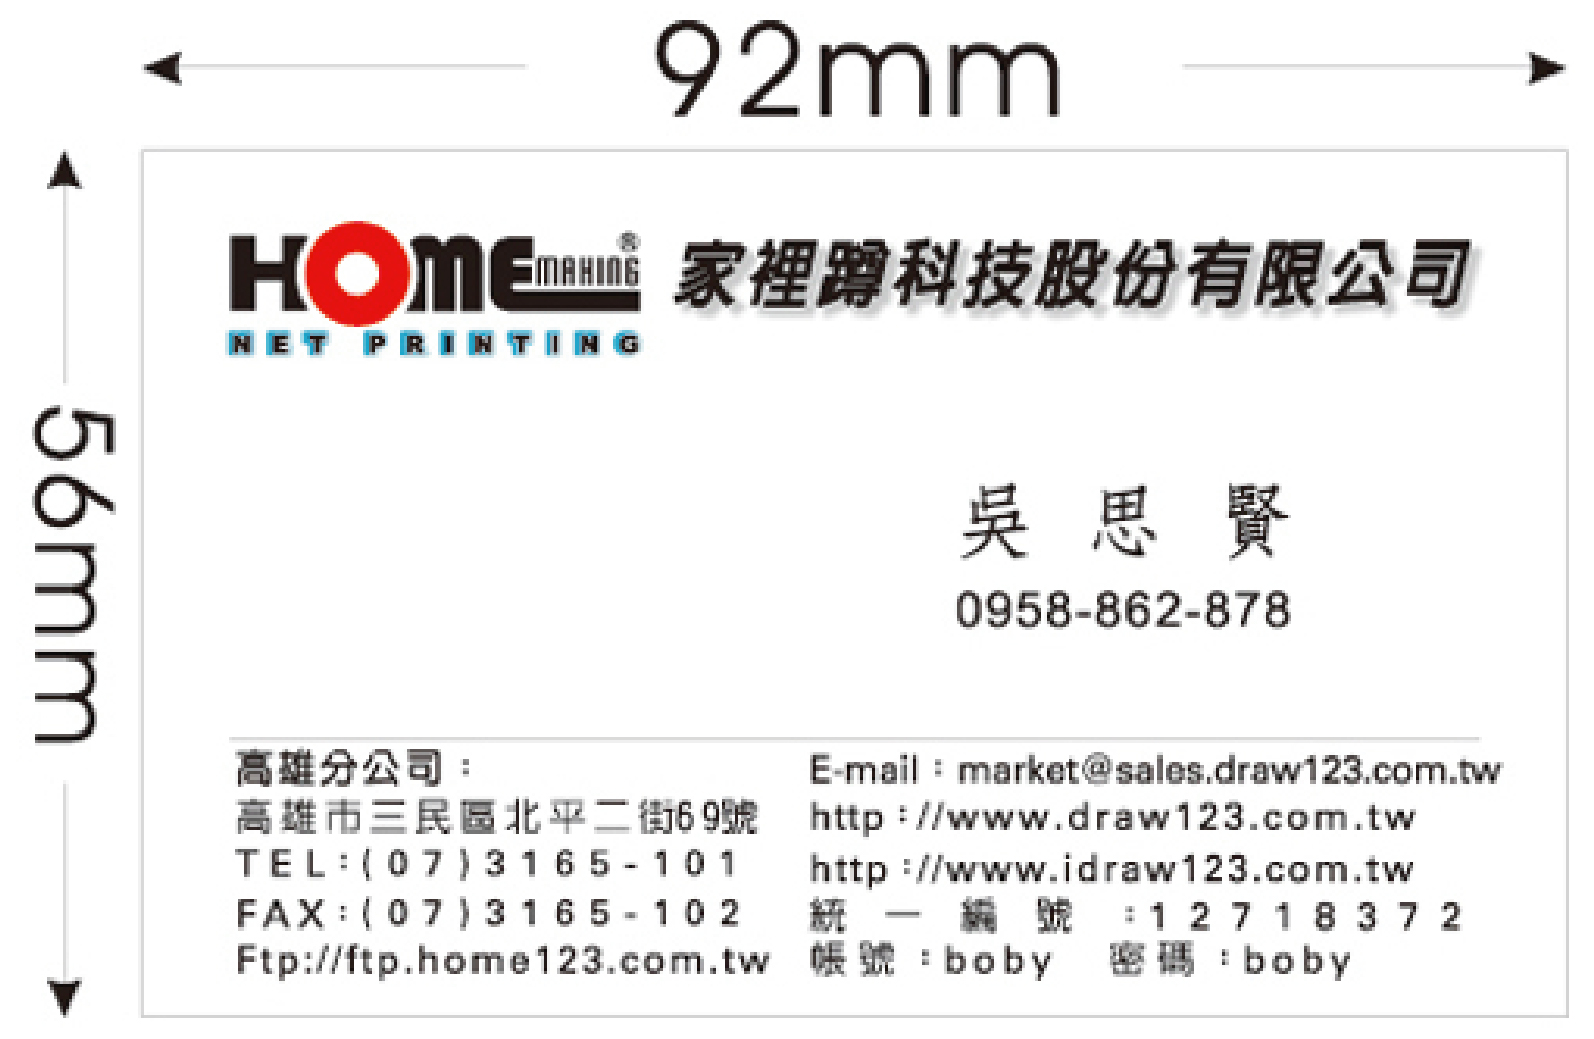 92mm
56mm
HOME MAKING®
NET PRINTING
家裡蹲科技股份有限公司
吳思賢
0958-862-878
高雄分公司：
高雄市三民區北平二街69號
TEL:(07)3165-101
FAX:(07)3165-102
Ftp://ftp.home123.com.tw
E-mail：market@sales.draw123.com.tw
http：//www.draw123.com.tw
http：//www.idraw123.com.tw
統一編號：12718372
帳號：boby 密碼：boby